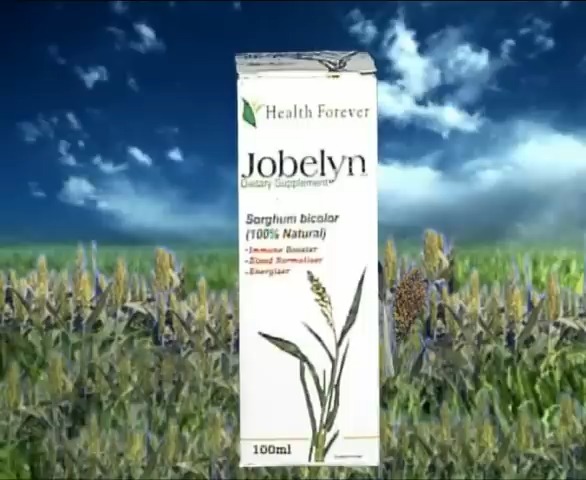 Health Forever
Jobelyn
Dietary Supplement
Sorghum bicolor
(100% Natural)
-Immune Booster
-Blood Normaliser
-Energizer
100ml